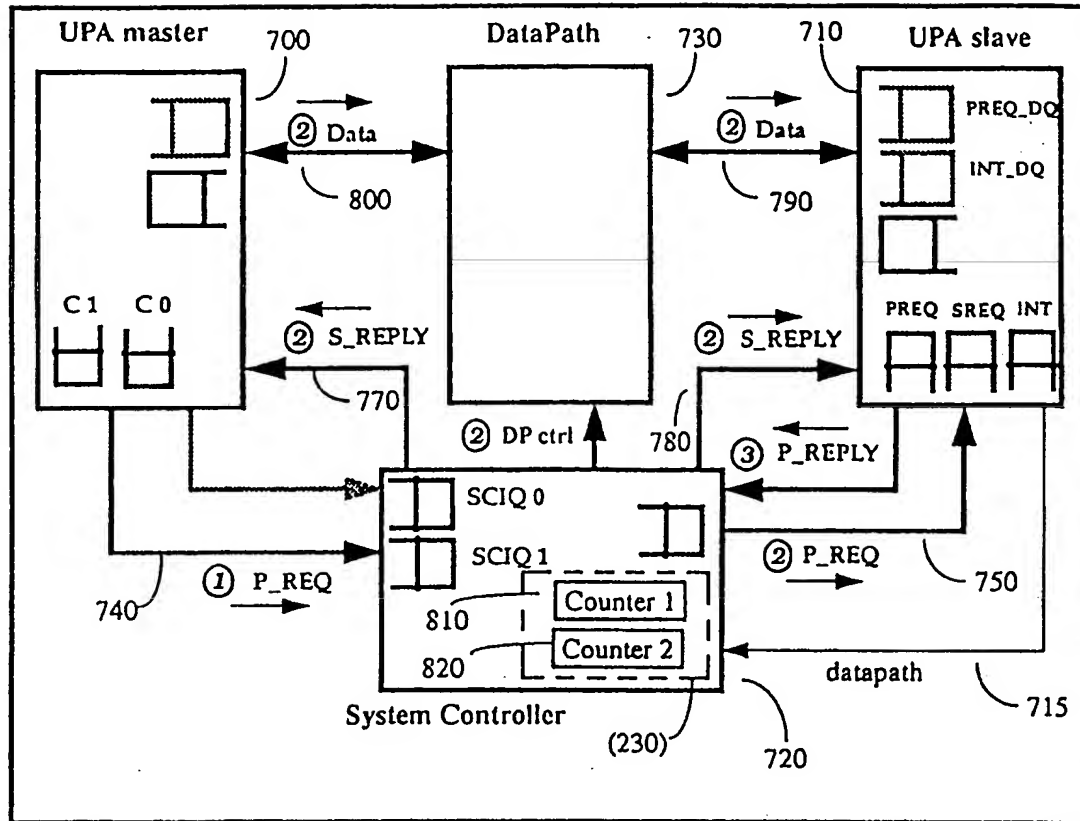 UPA master
700
DataPath
730
710
UPA slave
② Data
800
② Data
790
PREQ_DQ
INT_DQ
C 1
C 0
② S_REPLY
770
② S_REPLY
780
PREQ
SREQ
INT
② DP ctrl
③ P_REPLY
SCIQ 0
SCIQ 1
① P_REQ
740
② P_REQ
750
810
Counter 1
820
Counter 2
datapath
715
System Controller
(230)
720